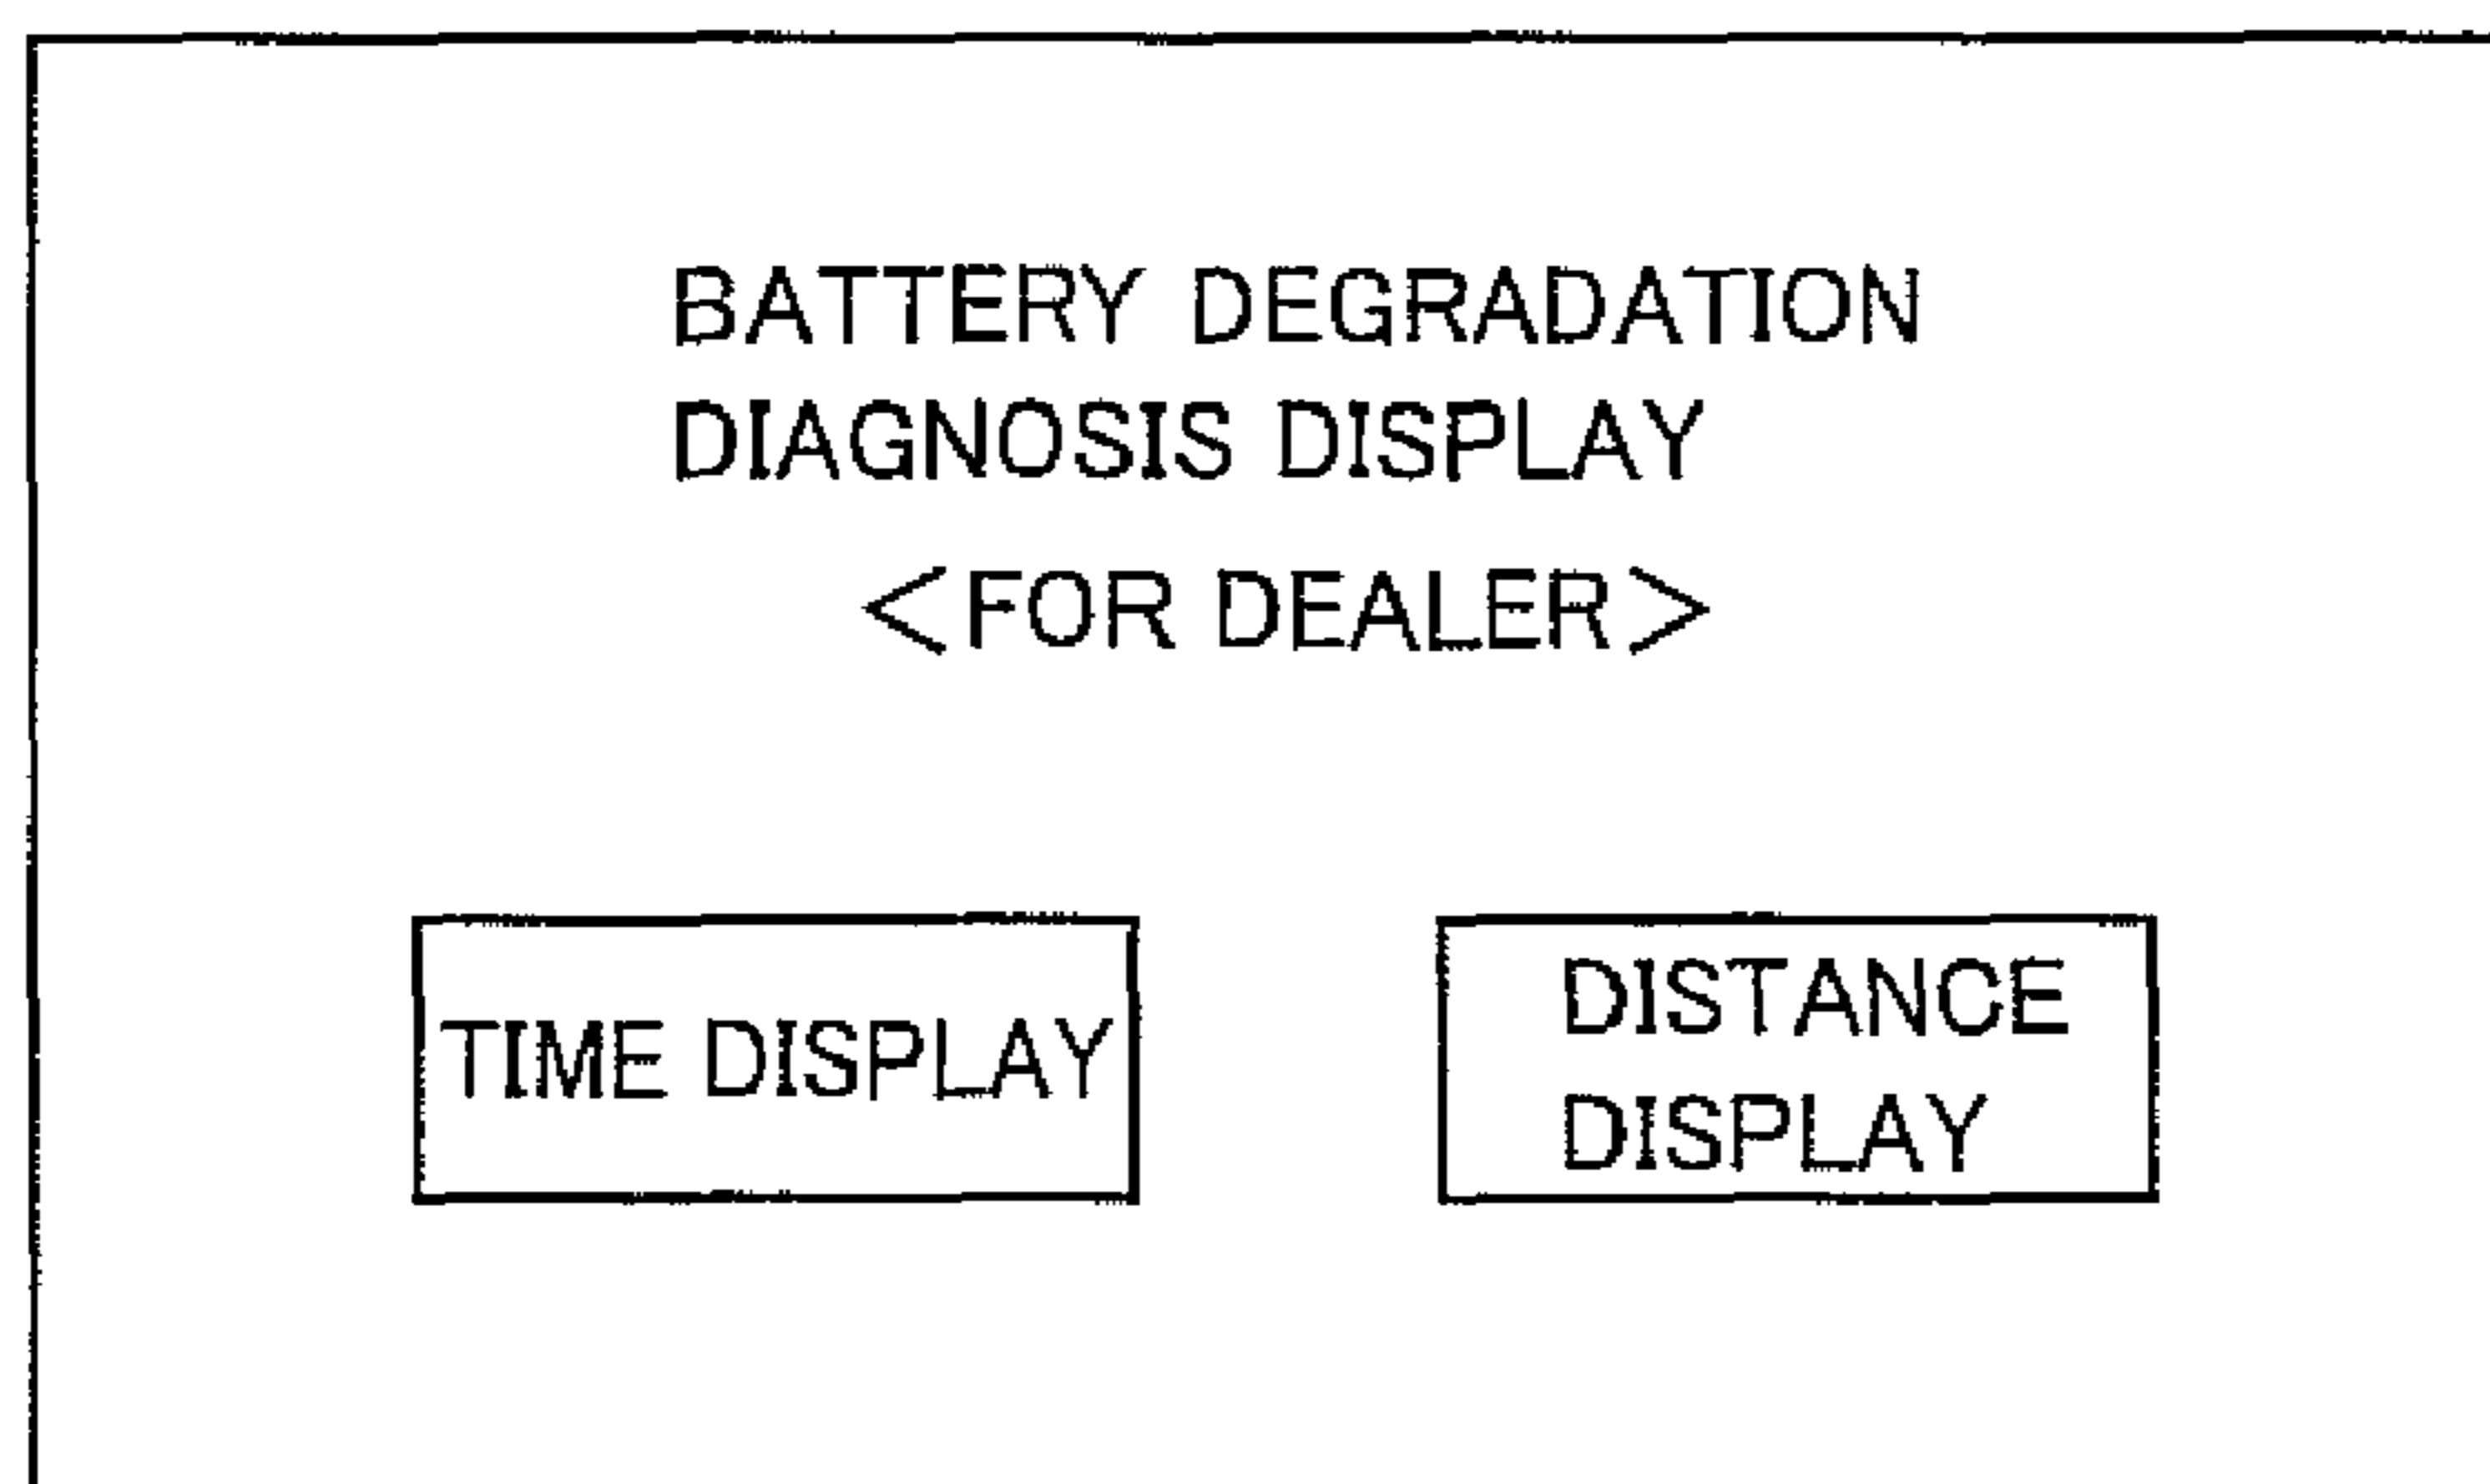 BATTERY DEGRADATION
DIAGNOSIS DISPLAY
<FOR DEALER>
TIME DISPLAY
DISTANCE
DISPLAY